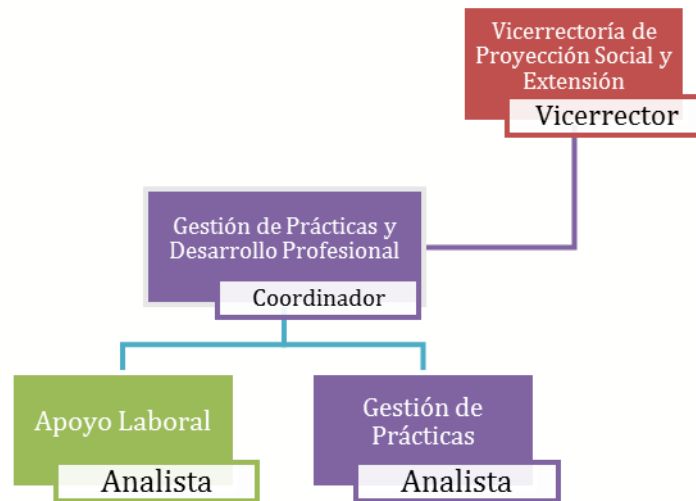 Vicerrectoría de
Proyección Social y
Extensión
Vicerrector
Gestión de Prácticas y
Desarrollo Profesional
Coordinador
Apoyo Laboral
Analista
Gestión de
Prácticas
Analista